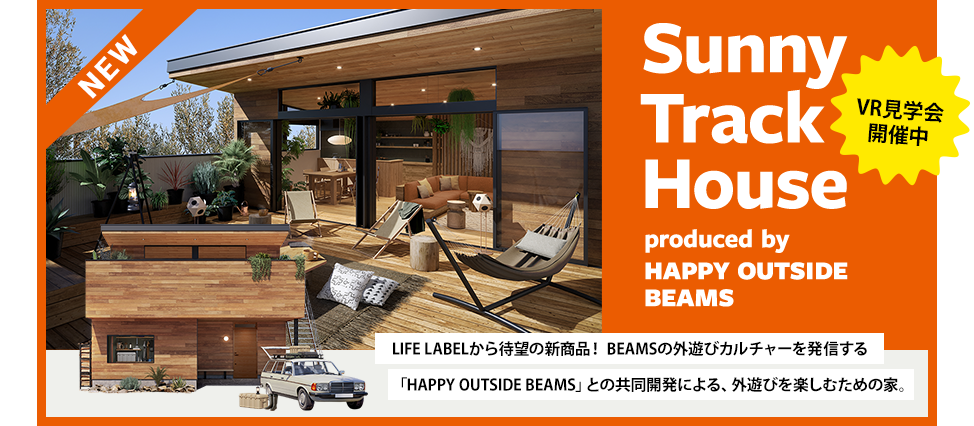 NEW
Sunny
Track
House
VR見学会
開催中
produced by
HAPPY OUTSIDE
BEAMS
LIFE LABELから待望の新商品！ BEAMSの外遊びカルチャーを発信する
「HAPPY OUTSIDE BEAMS」との共同開発による、外遊びを楽しむための家。